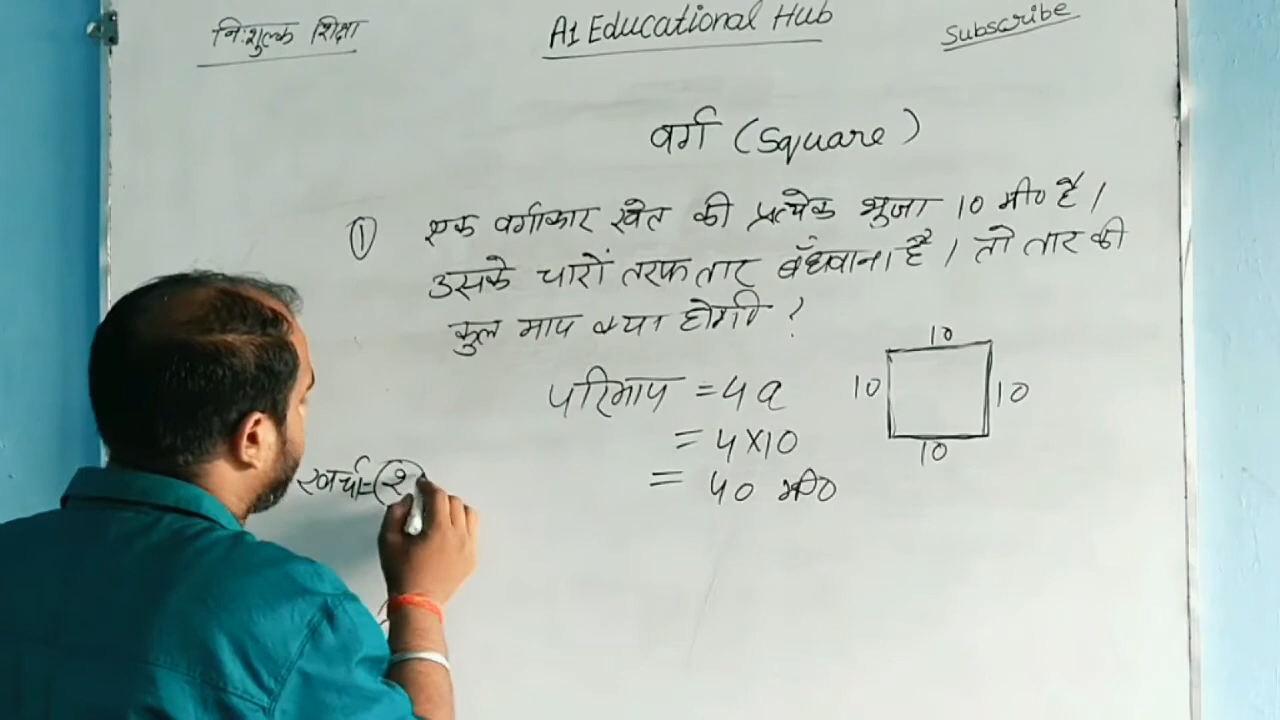 निःशुल्क शिक्षा
A1 Educational Hub
Subscribe
वर्ग (Square)
① एक वर्गाकार खेत की प्रत्येक भुजा 10 मी० है।
उसके चारों तरफ तार बँधवाना है। तो तार की
कुल माप क्या होगी ?
परिमाप = 4a
= 4×10
= 40 मी०
10
10
10
10
खर्चा=